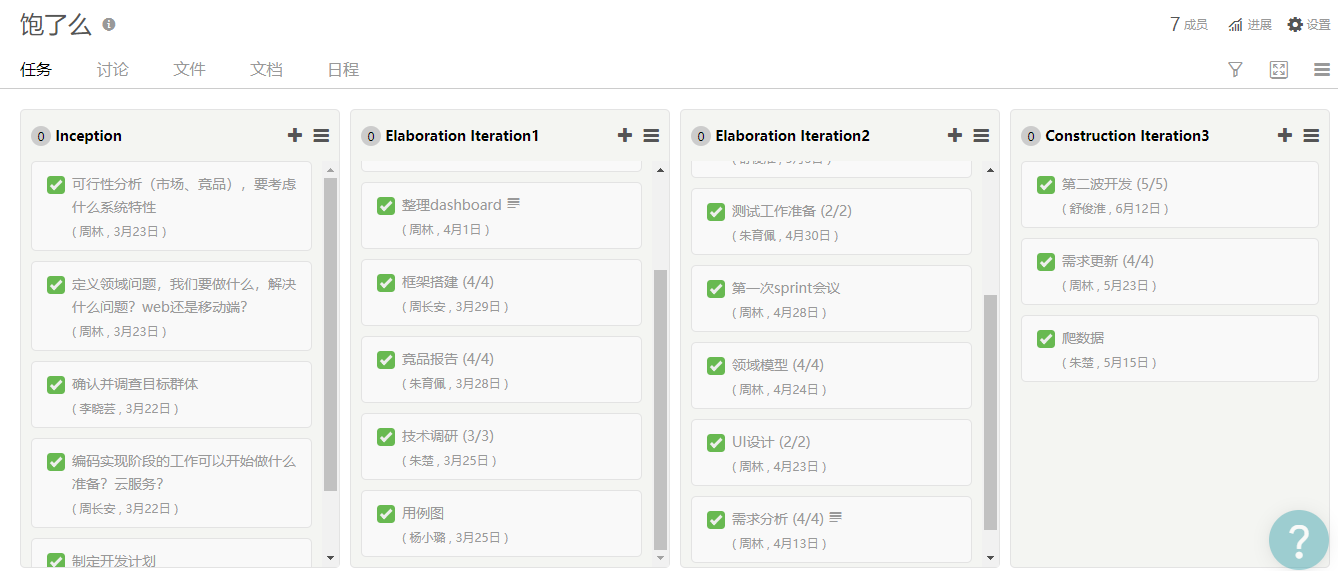 饱了么
7 成员
进展
设置
任务
讨论
文件
文档
日程
0 Inception
可行性分析（市场、竞品），要考虑
什么系统特性
( 周林 , 3月23日 )
定义领域问题，我们要做什么，解决
什么问题？web还是移动端?
( 周林 , 3月23日 )
确认并调查目标群体
( 李晓芸 , 3月22日 )
编码实现阶段的工作可以开始做什么
准备？云服务？
( 周长安 , 3月22日 )
制定开发计划
0 Elaboration Iteration1
整理dashboard
( 周林 , 4月1日 )
框架搭建 (4/4)
( 周长安 , 3月29日 )
竞品报告 (4/4)
( 朱育佩 , 3月28日 )
技术调研 (3/3)
( 朱楚 , 3月25日 )
用例图
( 杨小璐 , 3月25日 )
0 Elaboration Iteration2
测试工作准备 (2/2)
( 朱育佩 , 4月30日 )
第一次sprint会议
( 周林 , 4月28日 )
领域模型 (4/4)
( 周林 , 4月24日 )
UI设计 (2/2)
( 周林 , 4月23日 )
需求分析 (4/4)
( 周林 , 4月13日 )
0 Construction Iteration3
第二波开发 (5/5)
( 舒俊淮 , 6月12日 )
需求更新 (4/4)
( 周林 , 5月23日 )
爬数据
( 朱楚 , 5月15日 )
?